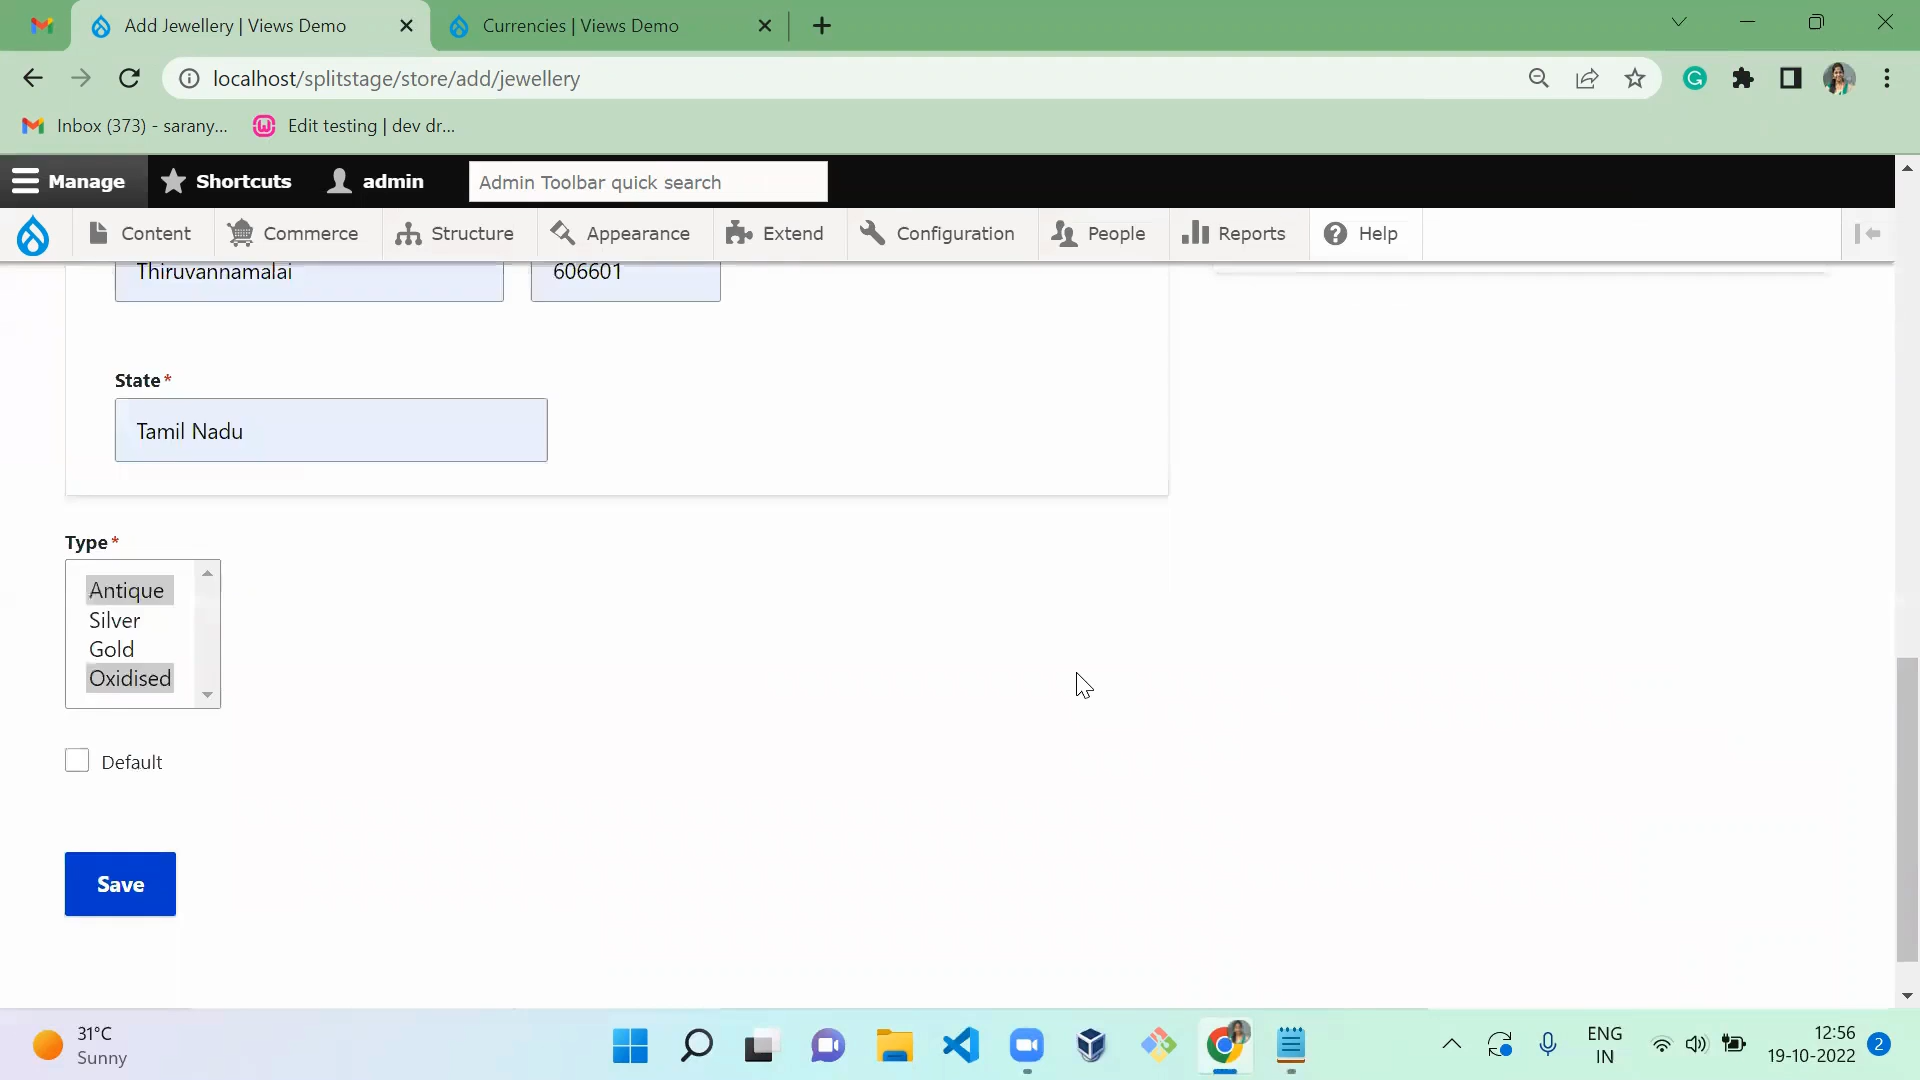 Add Jewellery | Views Demo
Currencies | Views Demo
localhost/splitstage/store/add/jewellery
Inbox (373) - sarany...
Edit testing | dev dr...
Manage
Shortcuts
admin
Admin Toolbar quick search
Content
Commerce
Structure
Appearance
Extend
Configuration
People
Reports
Help
Thiruvannamalai
606601
State*
Tamil Nadu
Type*
Antique
Silver
Gold
Oxidised
Default
Save
31°C
Sunny
ENG
IN
12:56
19-10-2022
2